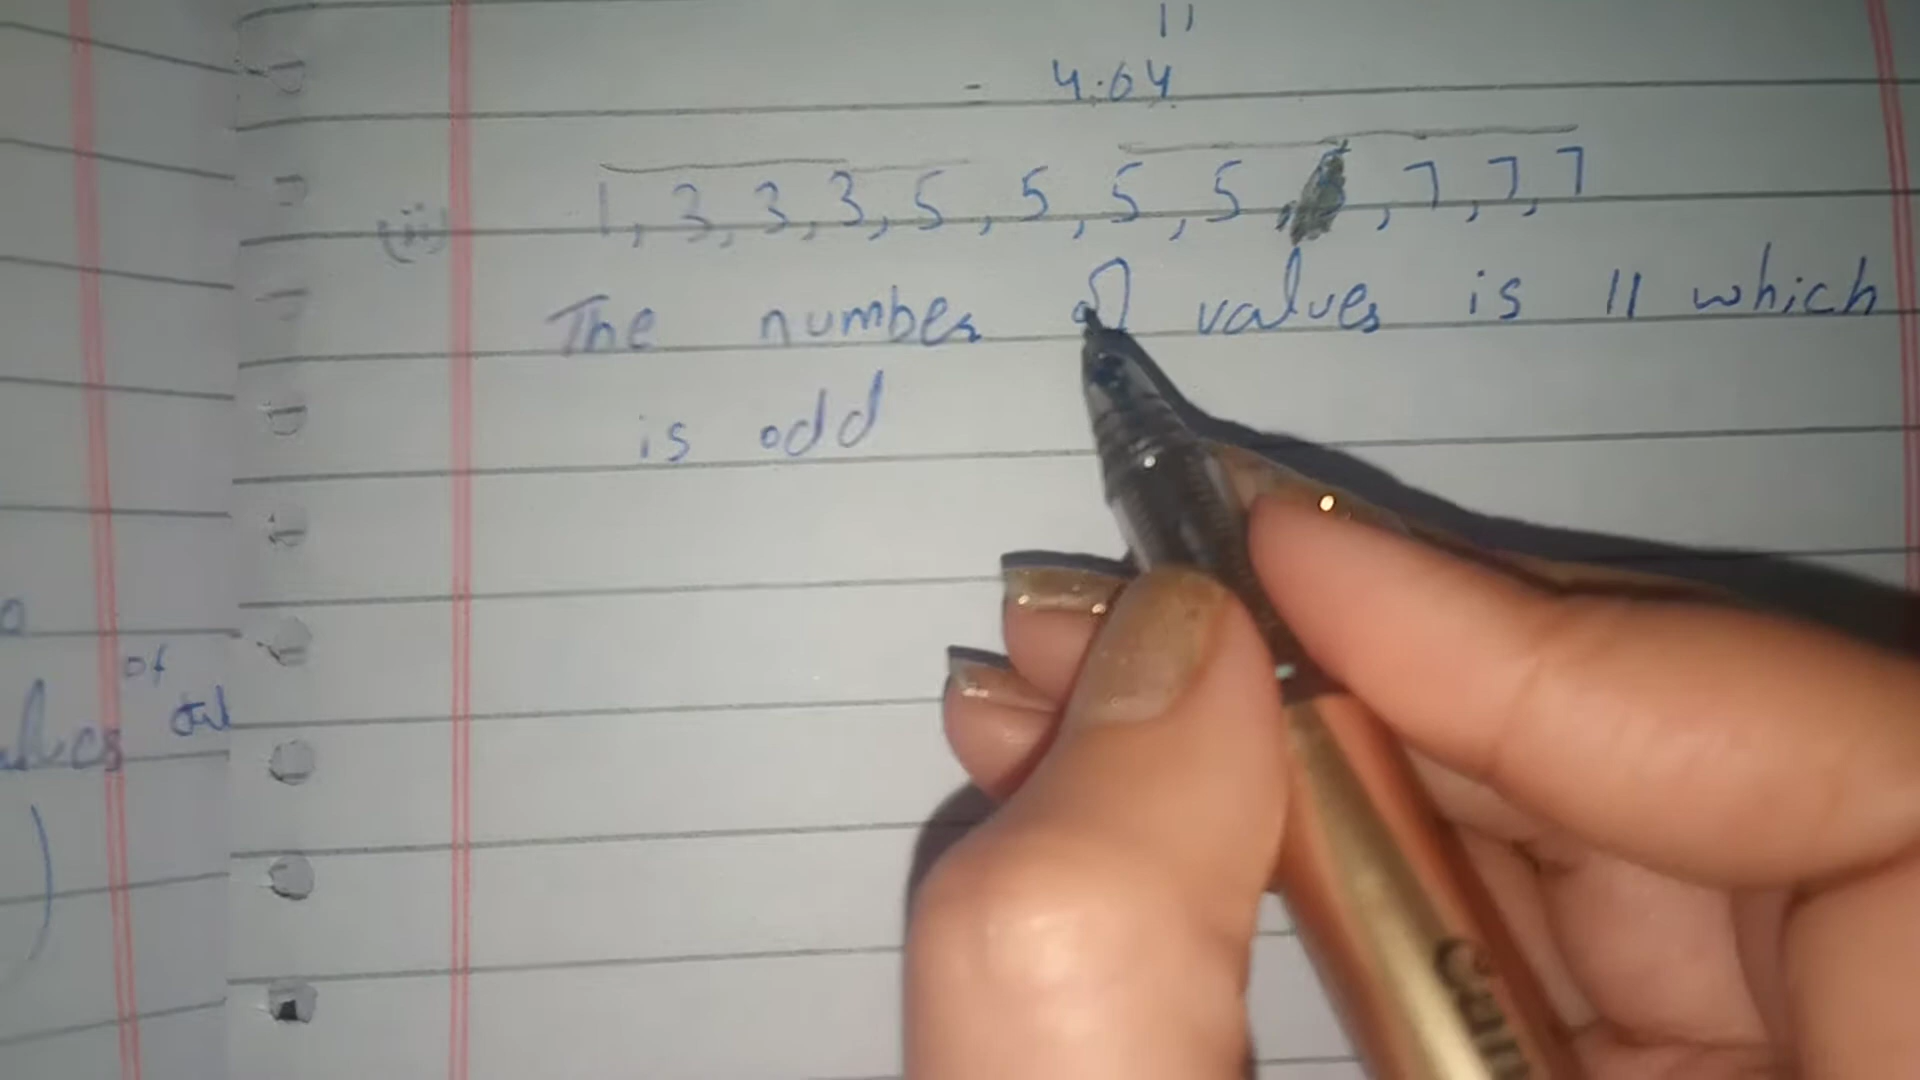 11
- 4.64
(ii) 1, 3, 3, 3, 5, 5, 5, 5, , 7, 7, 7
The number of values is 11 which
is odd
of